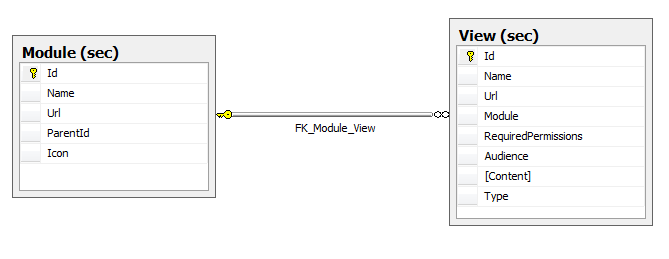 Module (sec)
Id
Name
Url
ParentId
Icon
FK_Module_View
View (sec)
Id
Name
Url
Module
RequiredPermissions
Audience
[Content]
Type